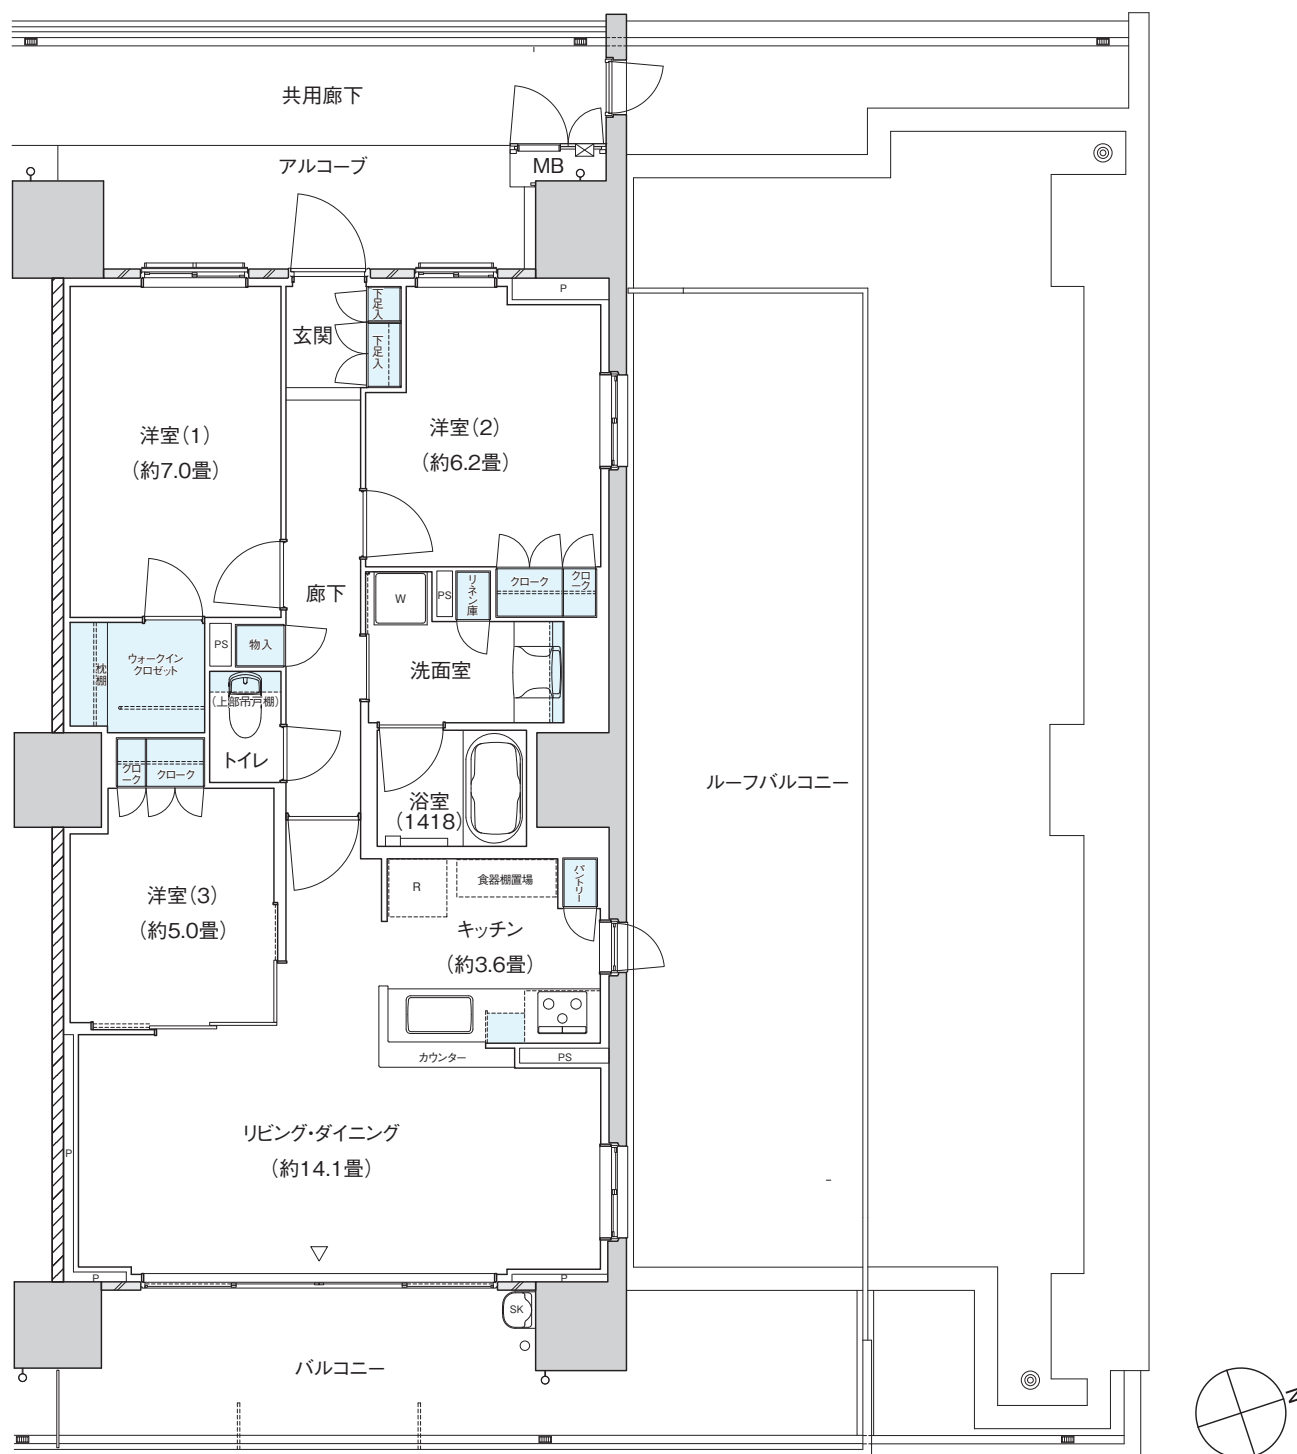 共用廊下
アルコーブ
MB
P
下足入
玄関
下足入
洋室(1)
(約7.0畳)
洋室(2)
(約6.2畳)
廊下
W
PS
リネン庫
クローク
クローク
PS
物入
ウォークイン
クロゼット
枕棚
洗面室
(上部吊戸棚)
トイレ
クローク
クローク
浴室
(1418)
ルーフバルコニー
洋室(3)
(約5.0畳)
R
食器棚置場
パントリー
キッチン
(約3.6畳)
カウンター
PS
リビング・ダイニング
(約14.1畳)
P
P
P
SK
バルコニー
N